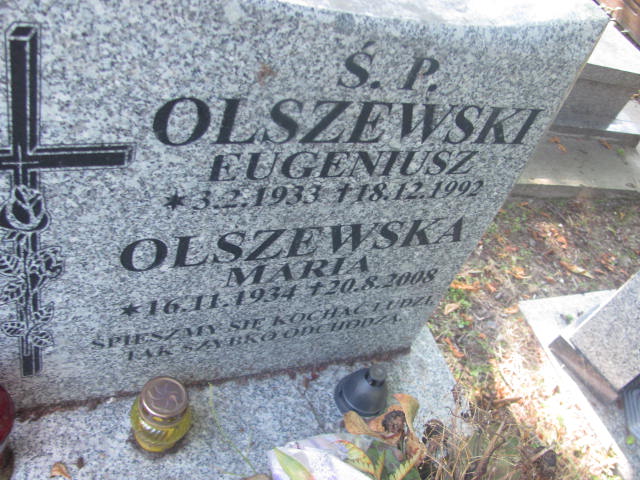 Ś. P.
OLSZEWSKI
EUGENIUSZ
* 3.2.1933 † 18.12.1992
OLSZEWSKA
MARIA
* 16.11.1934 † 20.8.2008
ŚPIESZMY SIĘ KOCHAĆ LUDZI,
TAK SZYBKO ODCHODZĄ.